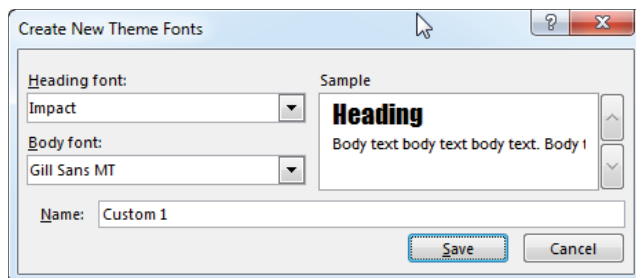 Create New Theme Fonts
Heading font:
Impact
Body font:
Gill Sans MT
Sample
Heading
Body text body text body text. Body t
Name: Custom 1
Save Cancel